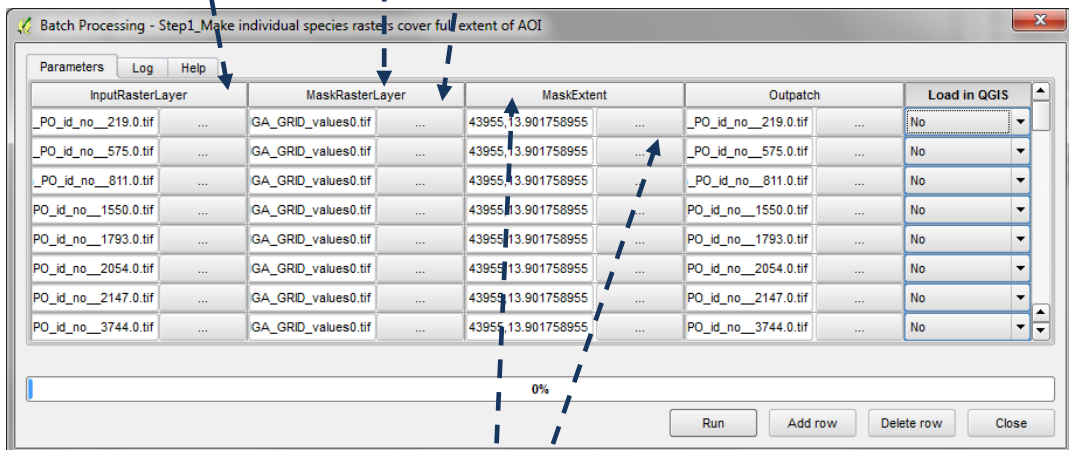 Batch Processing - Step1_Make individual species rasters cover full extent of AOI
Parameters Log Help
InputRasterLayer MaskRasterLayer MaskExtent Outpatch Load in QGIS
_PO_id_no__219.0.tif ... GA_GRID_values0.tif ... 43955,13.901758955 ... _PO_id_no__219.0.tif ... No
_PO_id_no__575.0.tif ... GA_GRID_values0.tif ... 43955,13.901758955 ... _PO_id_no__575.0.tif ... No
_PO_id_no__811.0.tif ... GA_GRID_values0.tif ... 43955,13.901758955 ... _PO_id_no__811.0.tif ... No
PO_id_no__1550.0.tif ... GA_GRID_values0.tif ... 43955,13.901758955 ... PO_id_no__1550.0.tif ... No
PO_id_no__1793.0.tif ... GA_GRID_values0.tif ... 43955,13.901758955 ... PO_id_no__1793.0.tif ... No
PO_id_no__2054.0.tif ... GA_GRID_values0.tif ... 43955,13.901758955 ... PO_id_no__2054.0.tif ... No
PO_id_no__2147.0.tif ... GA_GRID_values0.tif ... 43955,13.901758955 ... PO_id_no__2147.0.tif ... No
PO_id_no__3744.0.tif ... GA_GRID_values0.tif ... 43955,13.901758955 ... PO_id_no__3744.0.tif ... No
0%
Run Add row Delete row Close